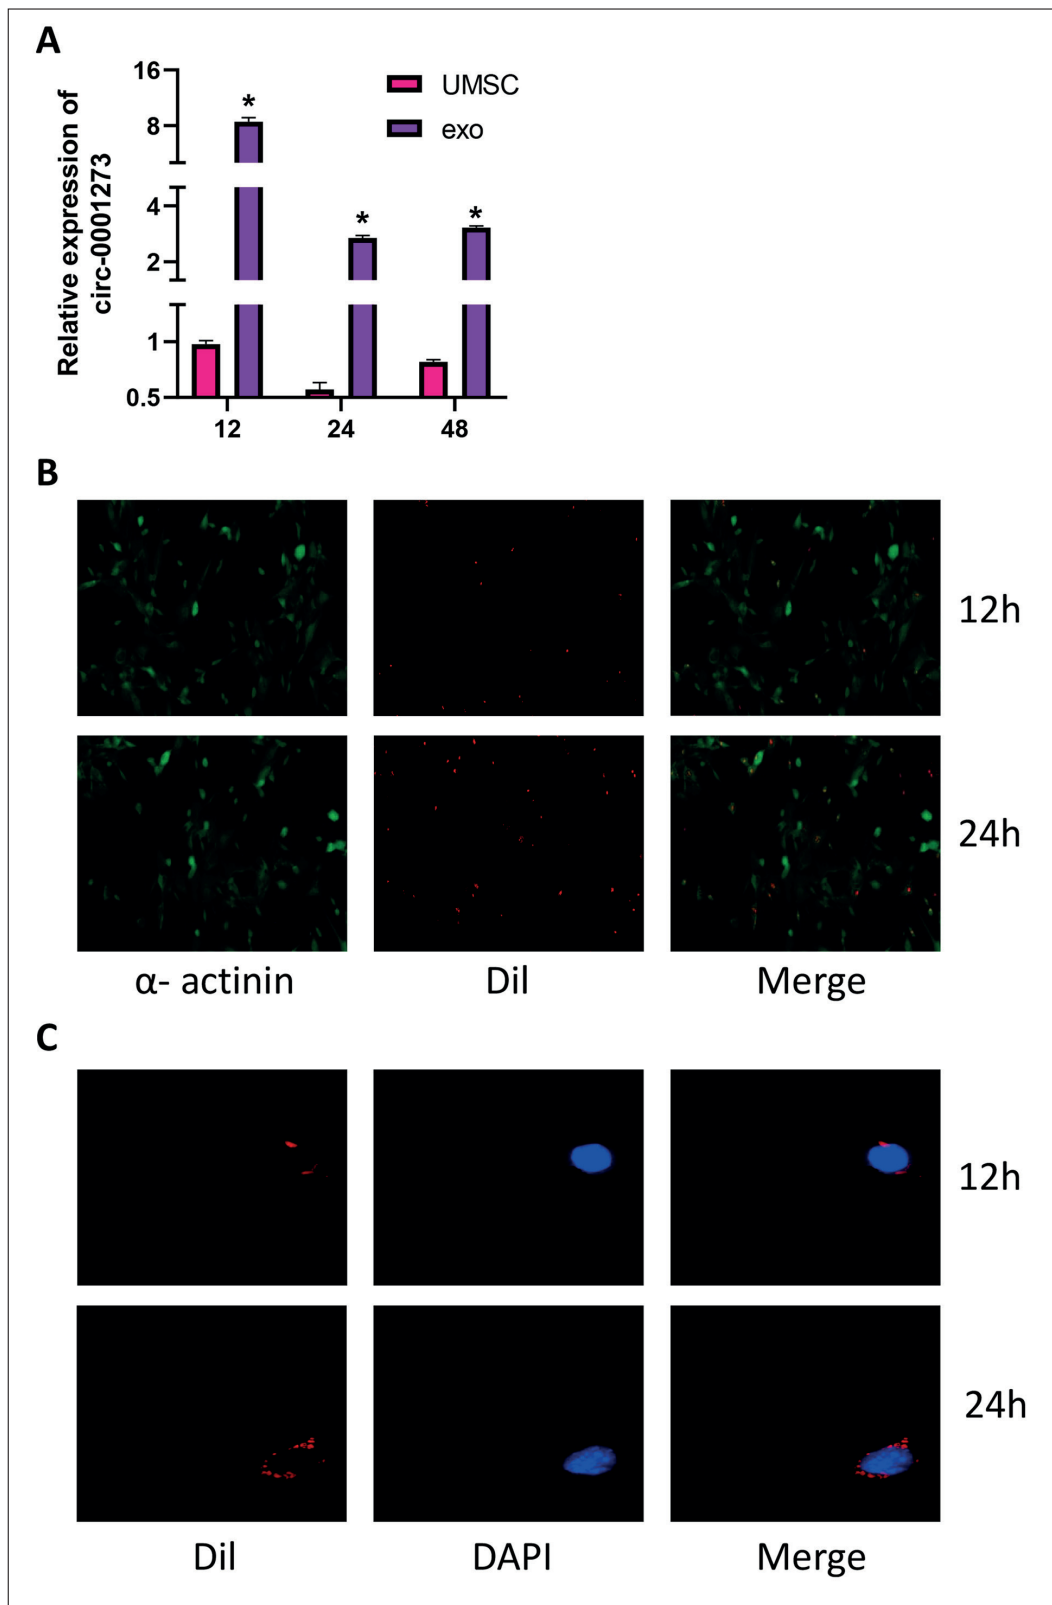 A
Relative expression of
circ-0001273
16
8
4
2
1
0.5
* * *
UMSC
exo
12 24 48
B
12h
24h
α- actinin Dil Merge
C
12h
24h
Dil DAPI Merge